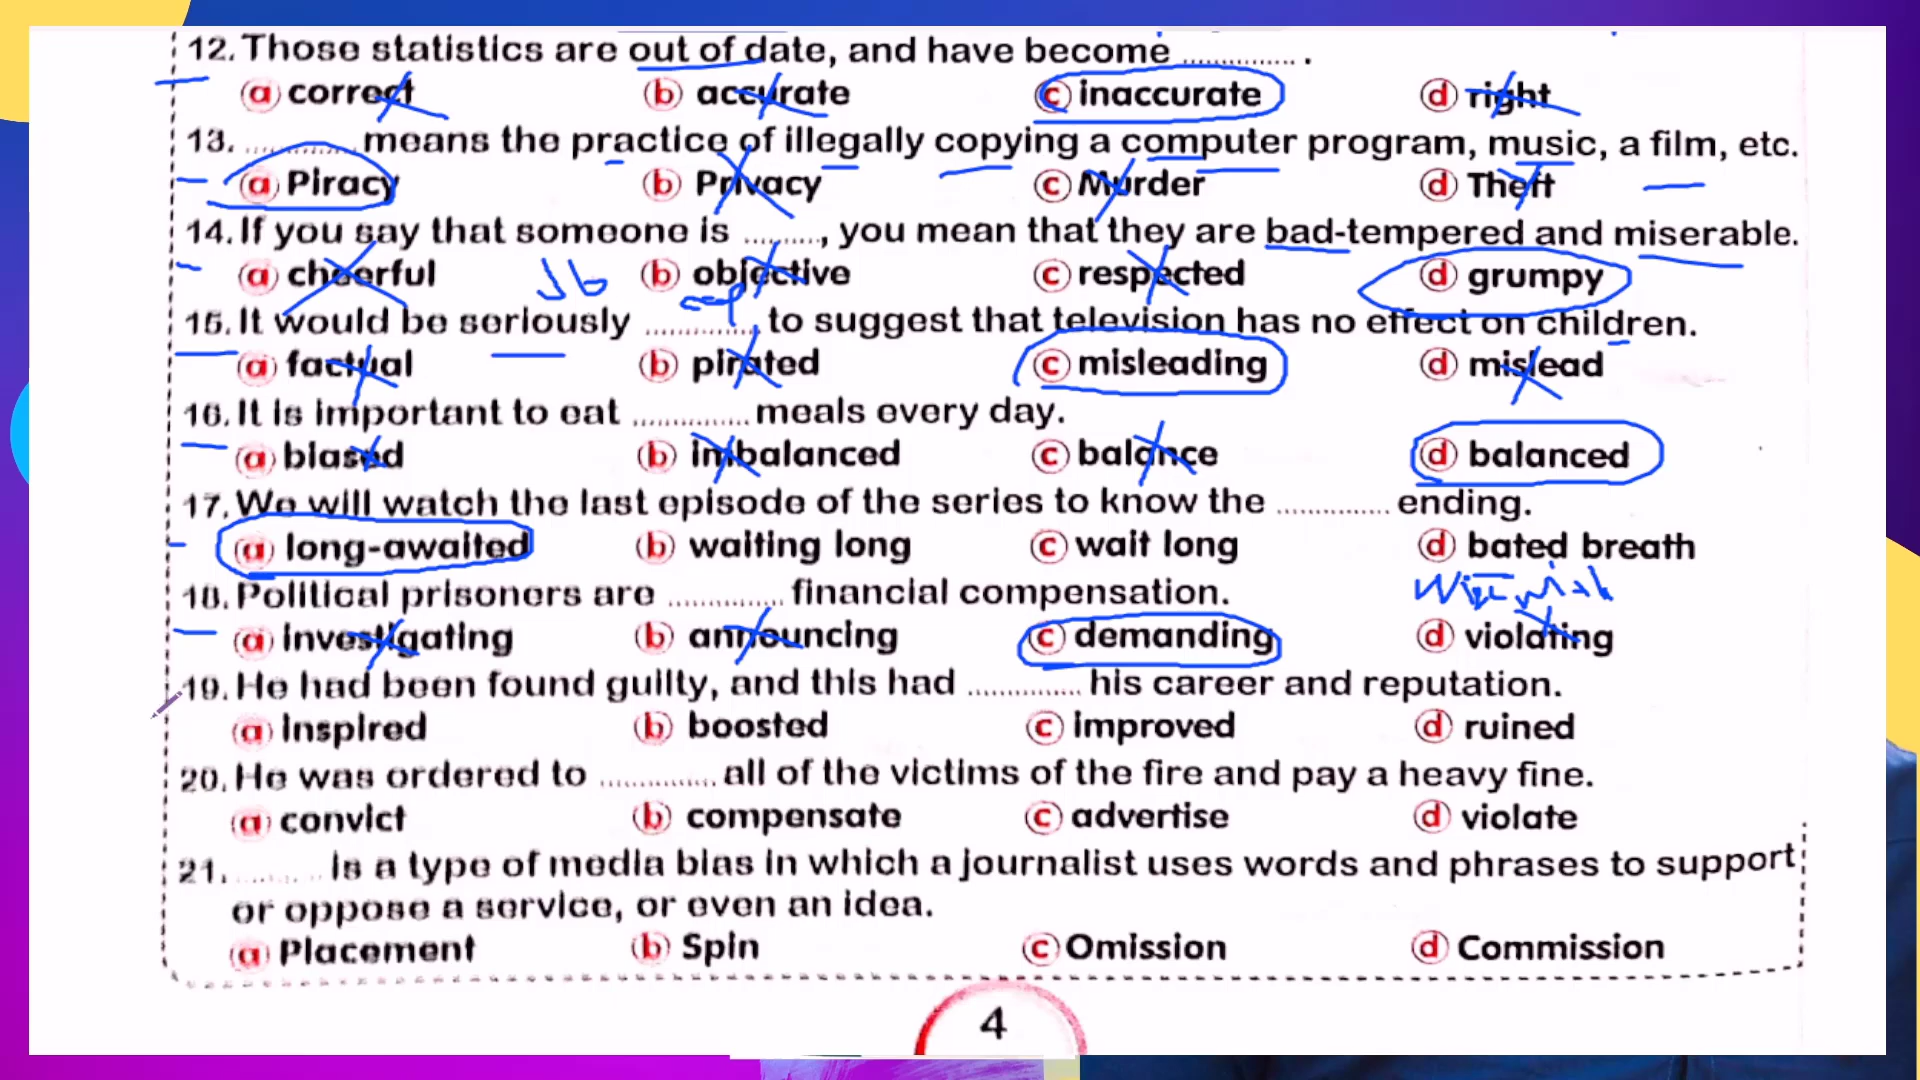 12. Those statistics are out of date, and have become .............. .
a correct b accurate c inaccurate d right
13. ............. means the practice of illegally copying a computer program, music, a film, etc.
a Piracy b Privacy c Murder d Theft
14. If you say that someone is .........., you mean that they are bad-tempered and miserable.
a cheerful b objective c respected d grumpy
15. It would be seriously .............. to suggest that television has no effect on children.
a factual b pirated c misleading d mislead
16. It is important to eat .............. meals every day.
a biased b imbalanced c balance d balanced
17. We will watch the last episode of the series to know the .............. ending.
a long-awaited b waiting long c wait long d bated breath
18. Political prisoners are .............. financial compensation.
a investigating b announcing c demanding d violating
19. He had been found guilty, and this had .............. his career and reputation.
a inspired b boosted c improved d ruined
20. He was ordered to .............. all of the victims of the fire and pay a heavy fine.
a convict b compensate c advertise d violate
21. .......... is a type of media bias in which a journalist uses words and phrases to support
or oppose a service, or even an idea.
a Placement b Spin c Omission d Commission
4